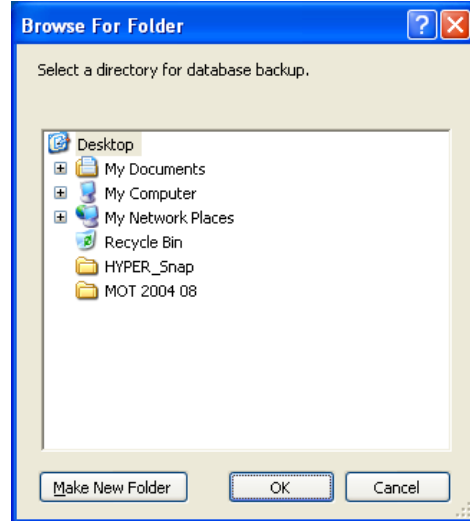 Browse For Folder
Select a directory for database backup.
Desktop
My Documents
My Computer
My Network Places
Recycle Bin
HYPER_Snap
MOT 2004 08
Make New Folder
OK
Cancel